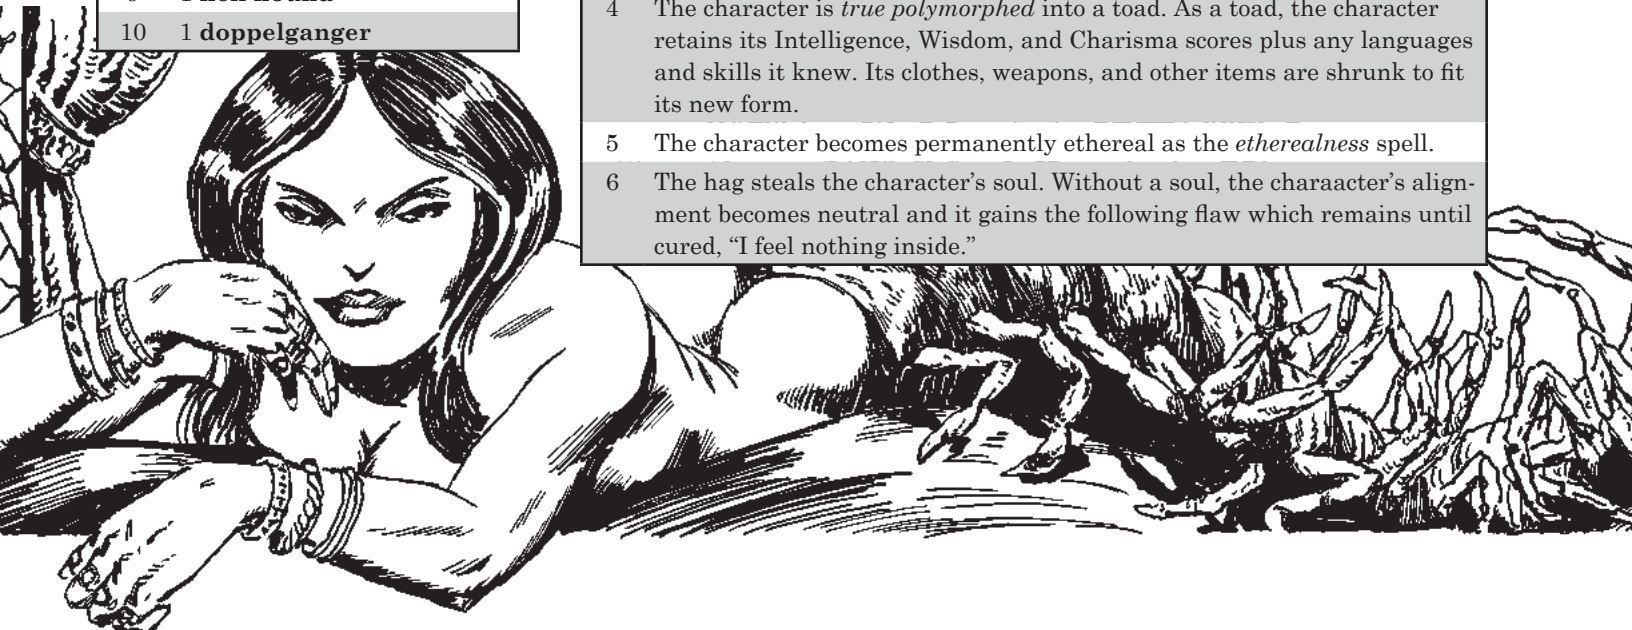 10 1 doppelganger
4 The character is true polymorphed into a toad. As a toad, the character
retains its Intelligence, Wisdom, and Charisma scores plus any languages
and skills it knew. Its clothes, weapons, and other items are shrunk to fit
its new form.
5 The character becomes permanently ethereal as the etherealness spell.
6 The hag steals the character’s soul. Without a soul, the charaacter’s align-
ment becomes neutral and it gains the following flaw which remains until
cured, “I feel nothing inside.”